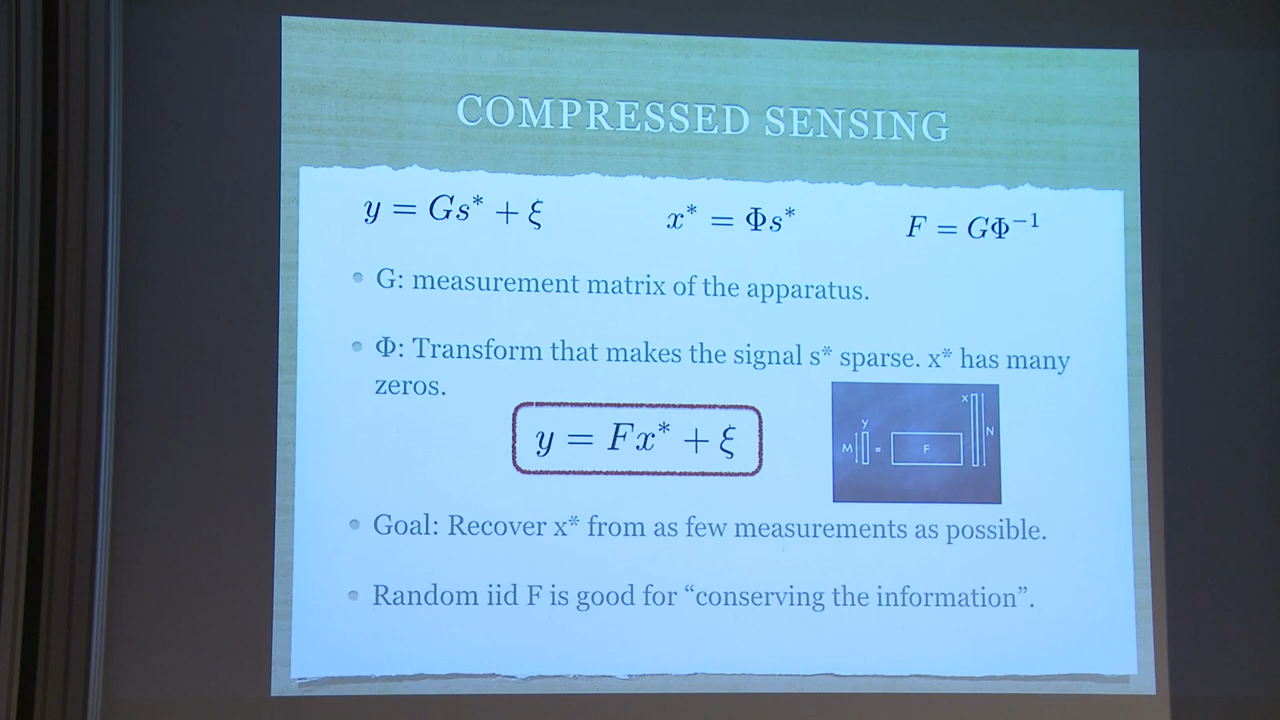 COMPRESSED SENSING
y = Gs* + ξ x* = Φs* F = GΦ⁻¹
• G: measurement matrix of the apparatus.
• Φ: Transform that makes the signal s* sparse. x* has many
zeros.
y = Fx* + ξ
x
y
M = F N
• Goal: Recover x* from as few measurements as possible.
• Random iid F is good for “conserving the information”.